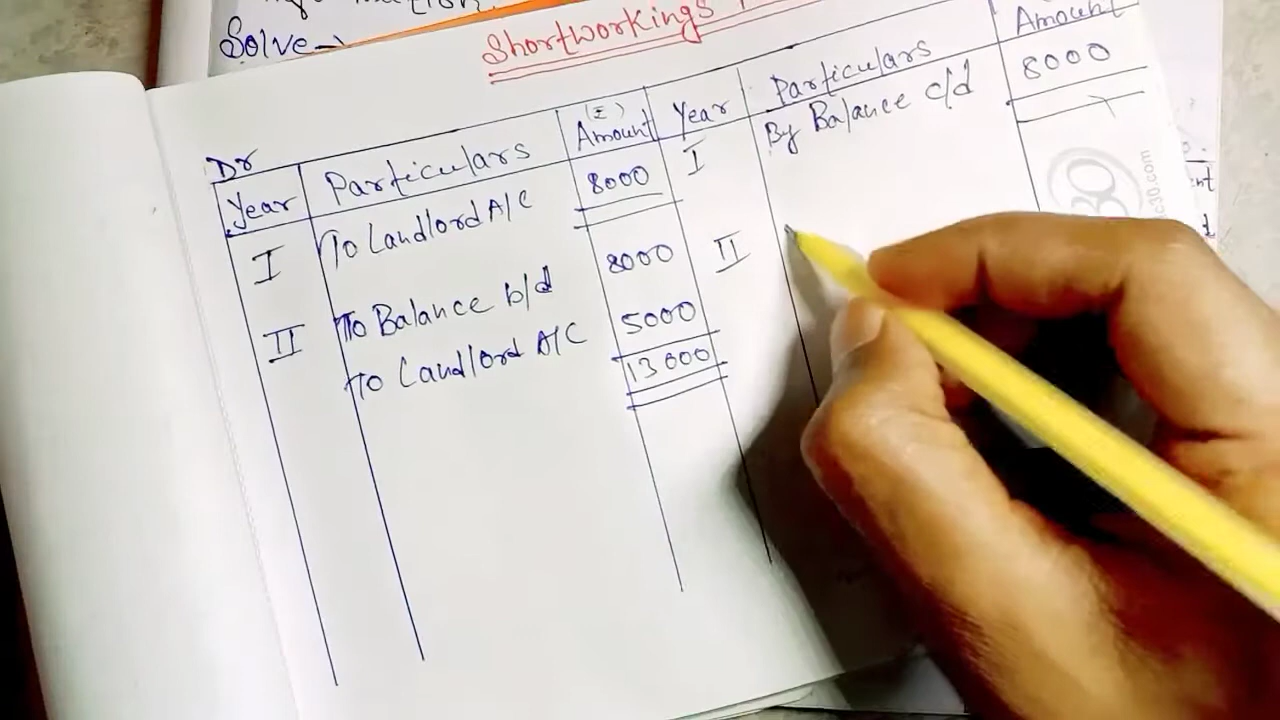 Solve→
Shortworkings
Dr
Year Particulars (₹) Amount Year Particulars Amount
I To Landlord A/C 8000 I By Balance c/d 8000
II To Balance b/d 8000 II
To Landlord A/C 5000
13000